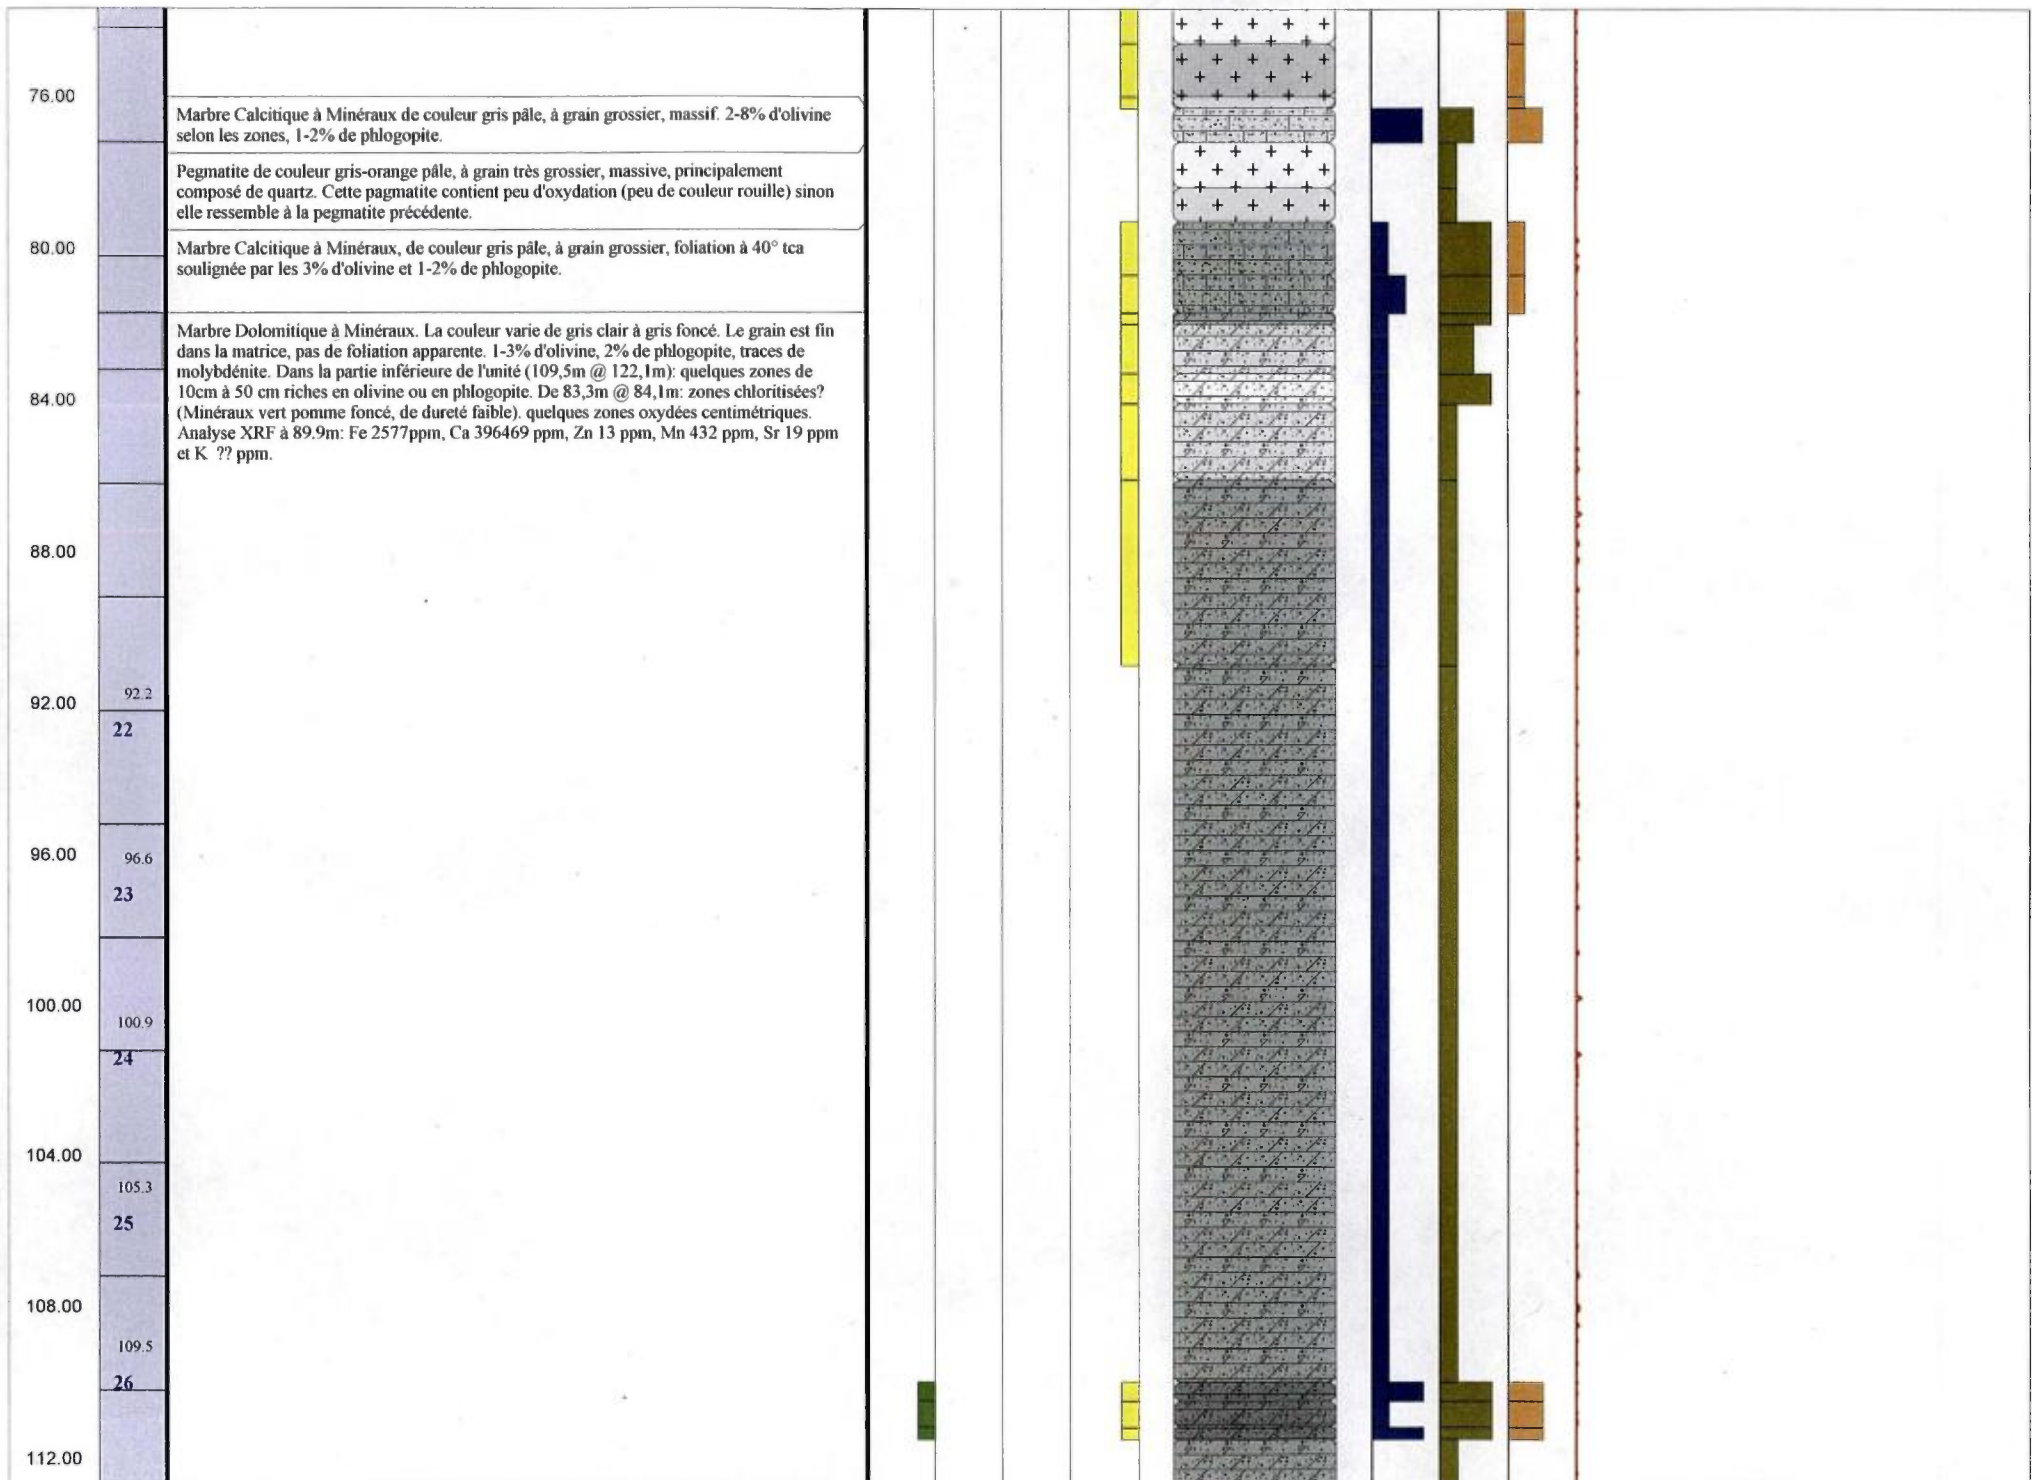 76.00
Marbre Calcitique à Minéraux de couleur gris pâle, à grain grossier, massif. 2-8% d'olivine
selon les zones, 1-2% de phlogopite.
Pegmatite de couleur gris-orange pâle, à grain très grossier, massive, principalement
composé de quartz. Cette pagmatite contient peu d'oxydation (peu de couleur rouille) sinon
elle ressemble à la pegmatite précédente.
80.00
Marbre Calcitique à Minéraux, de couleur gris pâle, à grain grossier, foliation à 40° tca
soulignée par les 3% d'olivine et 1-2% de phlogopite.
Marbre Dolomitique à Minéraux. La couleur varie de gris clair à gris foncé. Le grain est fin
dans la matrice, pas de foliation apparente. 1-3% d'olivine, 2% de phlogopite, traces de
molybdénite. Dans la partie inférieure de l'unité (109,5m @ 122,1m): quelques zones de
10cm à 50 cm riches en olivine ou en phlogopite. De 83,3m @ 84,1m: zones chloritisées?
84.00
(Minéraux vert pomme foncé, de dureté faible). quelques zones oxydées centimétriques.
Analyse XRF à 89.9m: Fe 2577ppm, Ca 396469 ppm, Zn 13 ppm, Mn 432 ppm, Sr 19 ppm
et K ?? ppm.
88.00
92.2
92.00
22
96.00
96.6
23
100.00
100.9
24
104.00
105.3
25
108.00
109.5
26
112.00